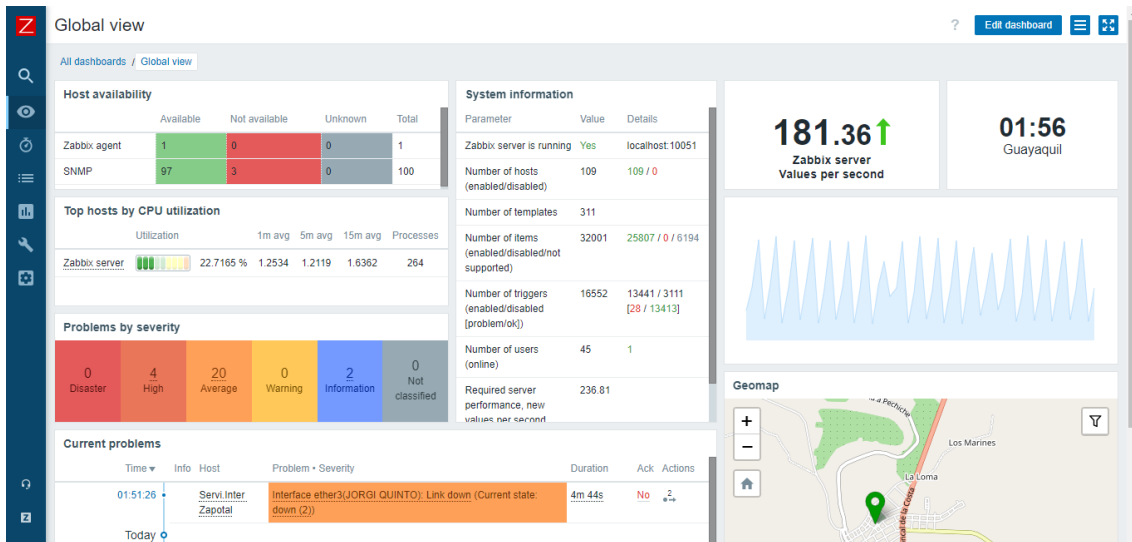 Z
Global view
?
Edit dashboard
All dashboards / Global view
Host availability
Available Not available Unknown Total
Zabbix agent 1 0 0 1
SNMP 97 3 0 100
Top hosts by CPU utilization
Utilization 1m avg 5m avg 15m avg Processes
Zabbix server 22.7165 % 1.2534 1.2119 1.6362 264
Problems by severity
0
Disaster
4
High
20
Average
0
Warning
2
Information
0
Not
classified
System information
Parameter Value Details
Zabbix server is running Yes localhost:10051
Number of hosts
(enabled/disabled) 109 109 / 0
Number of templates 311
Number of items
(enabled/disabled/not
supported) 32001 25807 / 0 / 6194
Number of triggers
(enabled/disabled
[problem/ok]) 16552 13441 / 3111
[28 / 13413]
Number of users
(online) 45 1
Required server
performance, new
values per second 236.81
181.36
Zabbix server
Values per second
01:56
Guayaquil
Current problems
Time Info Host Problem • Severity Duration Ack Actions
01:51:26 Servi.Inter
Zapotal Interface ether3(JORGI QUINTO): Link down (Current state:
down (2)) 4m 44s No 2
Today
Z
Geomap
+
−
a Pechiche
Los Marines
La Loma
ncal de la Costa